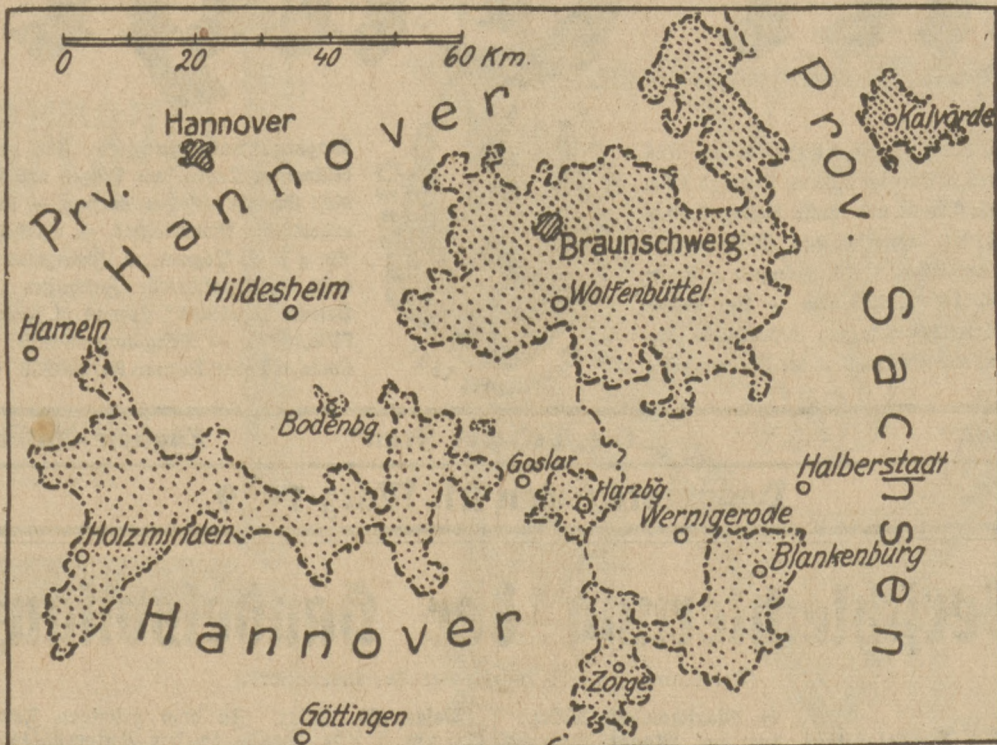 0 20 40 60 Km.
Hannover
Prv. Hannover
Prov. Sachsen
Kalvörde
Braunschweig
Hildesheim
Wolfenbüttel
Hameln
Bodenbg.
Goslar
Harzbg.
Halberstadt
Wernigerode
Holzminden
Blankenburg
Hannover
Zorge
Göttingen